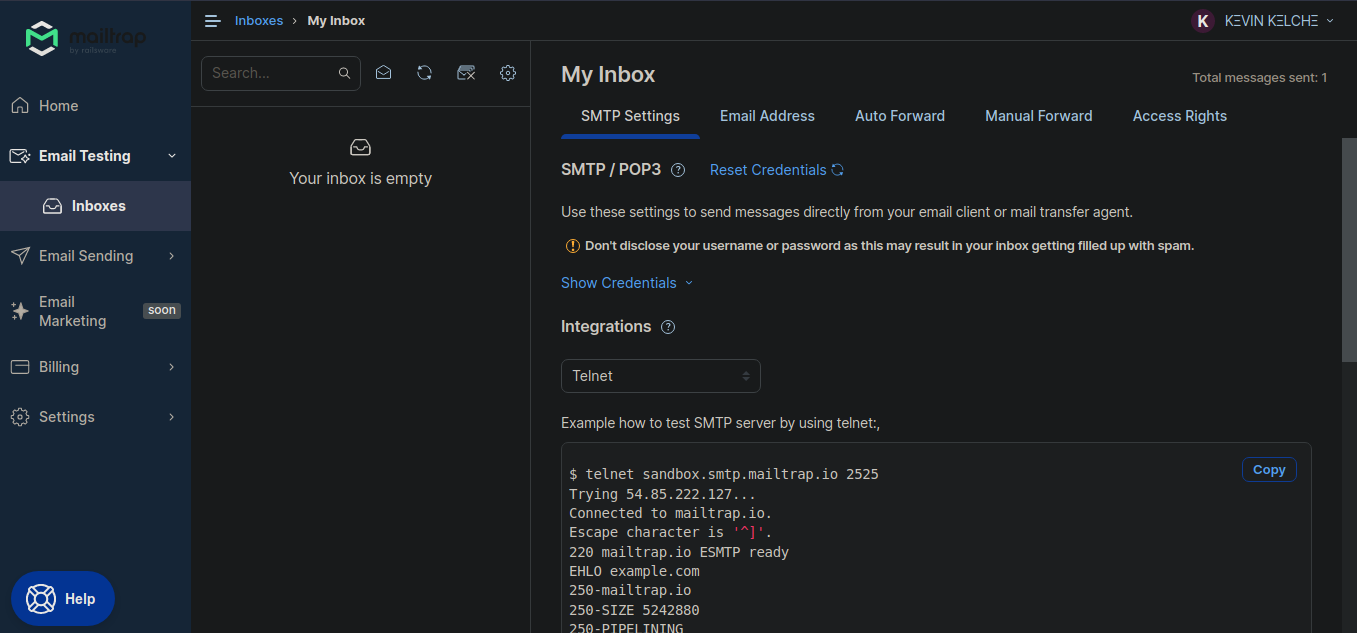 mailtrap
by railsware
Home
Email Testing
Inboxes
Email Sending
Email
Marketing
soon
Billing
Settings
Help
Inboxes › My Inbox
K KEVIN KELCHE
Search...
Your inbox is empty
My Inbox
Total messages sent: 1
SMTP Settings Email Address Auto Forward Manual Forward Access Rights
SMTP / POP3 ? Reset Credentials
Use these settings to send messages directly from your email client or mail transfer agent.
Don't disclose your username or password as this may result in your inbox getting filled up with spam.
Show Credentials
Integrations ?
Telnet
Example how to test SMTP server by using telnet:,
Copy
$ telnet sandbox.smtp.mailtrap.io 2525
Trying 54.85.222.127...
Connected to mailtrap.io.
Escape character is '^]'.
220 mailtrap.io ESMTP ready
EHLO example.com
250-mailtrap.io
250-SIZE 5242880
250-PIPELINING